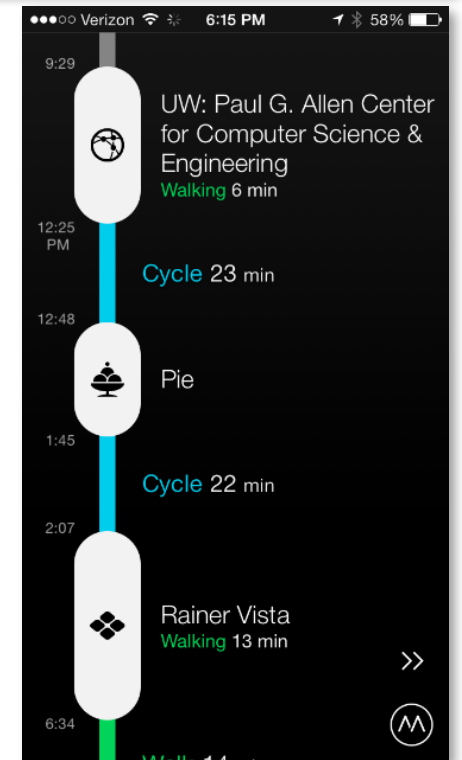 Verizon 6:15 PM 58%
9:29
UW: Paul G. Allen Center
for Computer Science &
Engineering
Walking 6 min
12:25
PM
Cycle 23 min
12:48
Pie
1:45
Cycle 22 min
2:07
Rainer Vista
Walking 13 min
6:34